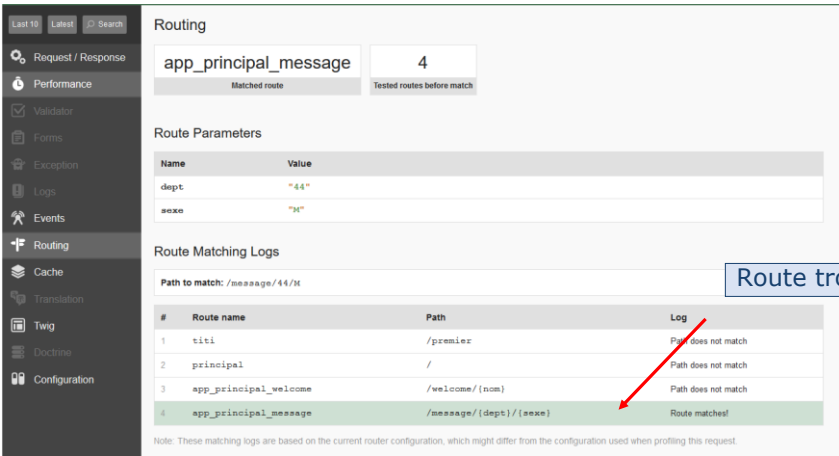 Last 10 Latest Search
Request / Response
Performance
Validator
Forms
Exception
Logs
Events
Routing
Cache
Translation
Twig
Doctrine
Configuration
Routing
app_principal_message 4
Matched route Tested routes before match
Route Parameters
Name Value
dept "44"
sexe "M"
Route Matching Logs
Path to match: /message/44/M
Route
# Route name Path Log
1 titi /premier Path does not match
2 principal / Path does not match
3 app_principal_welcome /welcome/{nom} Path does not match
4 app_principal_message /message/{dept}/{sexe} Route matches!
Note: These matching logs are based on the current router configuration, which might differ from the configuration used when profiling this request.